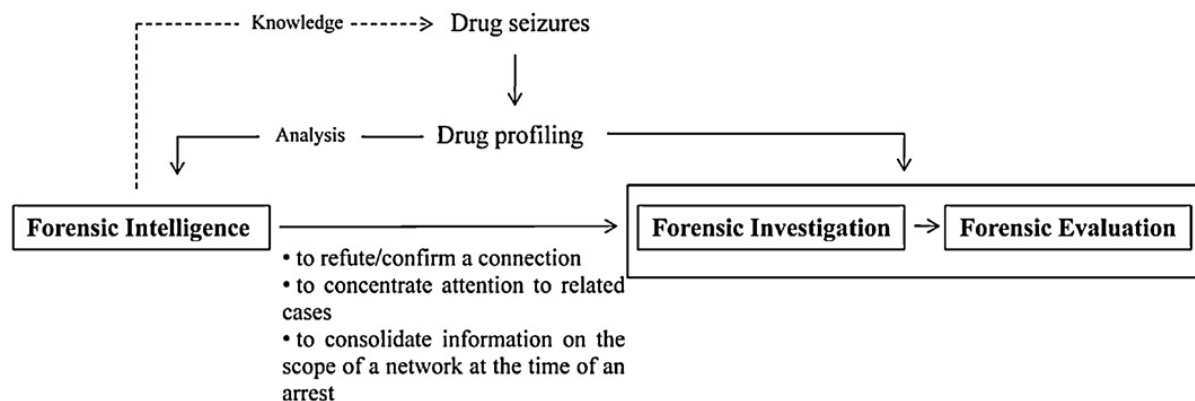 Knowledge
Drug seizures
Analysis
Drug profiling
Forensic Intelligence
Forensic Investigation
Forensic Evaluation
• to refute/confirm a connection
• to concentrate attention to related
cases
• to consolidate information on the
scope of a network at the time of an
arrest